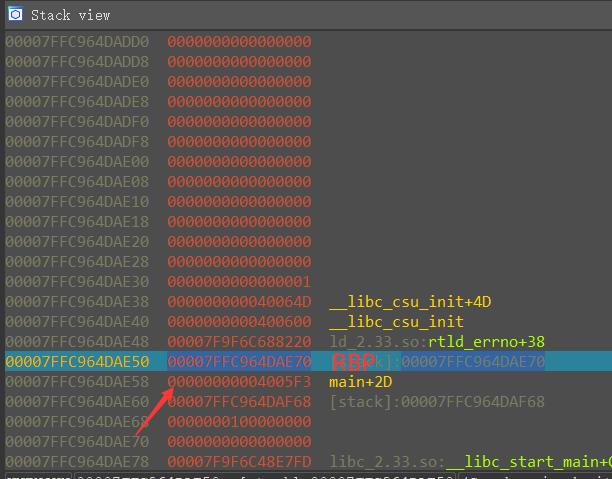 Stack view
00007FFC964DADD0 0000000000000000
00007FFC964DADD8 0000000000000000
00007FFC964DADE0 0000000000000000
00007FFC964DADE8 0000000000000000
00007FFC964DADF0 0000000000000000
00007FFC964DADF8 0000000000000000
00007FFC964DAE00 0000000000000000
00007FFC964DAE08 0000000000000000
00007FFC964DAE10 0000000000000000
00007FFC964DAE18 0000000000000000
00007FFC964DAE20 0000000000000000
00007FFC964DAE28 0000000000000000
00007FFC964DAE30 0000000000000001
00007FFC964DAE38 000000000040064D __libc_csu_init+4D
00007FFC964DAE40 0000000000400600 __libc_csu_init
00007FFC964DAE48 00007F9F6C688220 ld_2.33.so:rtld_errno+38
00007FFC964DAE50 00007FFC964DAE70 RBP k]:00007FFC964DAE70
00007FFC964DAE58 00000000004005F3 main+2D
00007FFC964DAE60 00007FFC964DAF68 [stack]:00007FFC964DAF68
00007FFC964DAE68 0000000100000000
00007FFC964DAE70 0000000000000000
00007FFC964DAE78 00007F9F6C48E7FD libc_2.33.so:__libc_start_main+